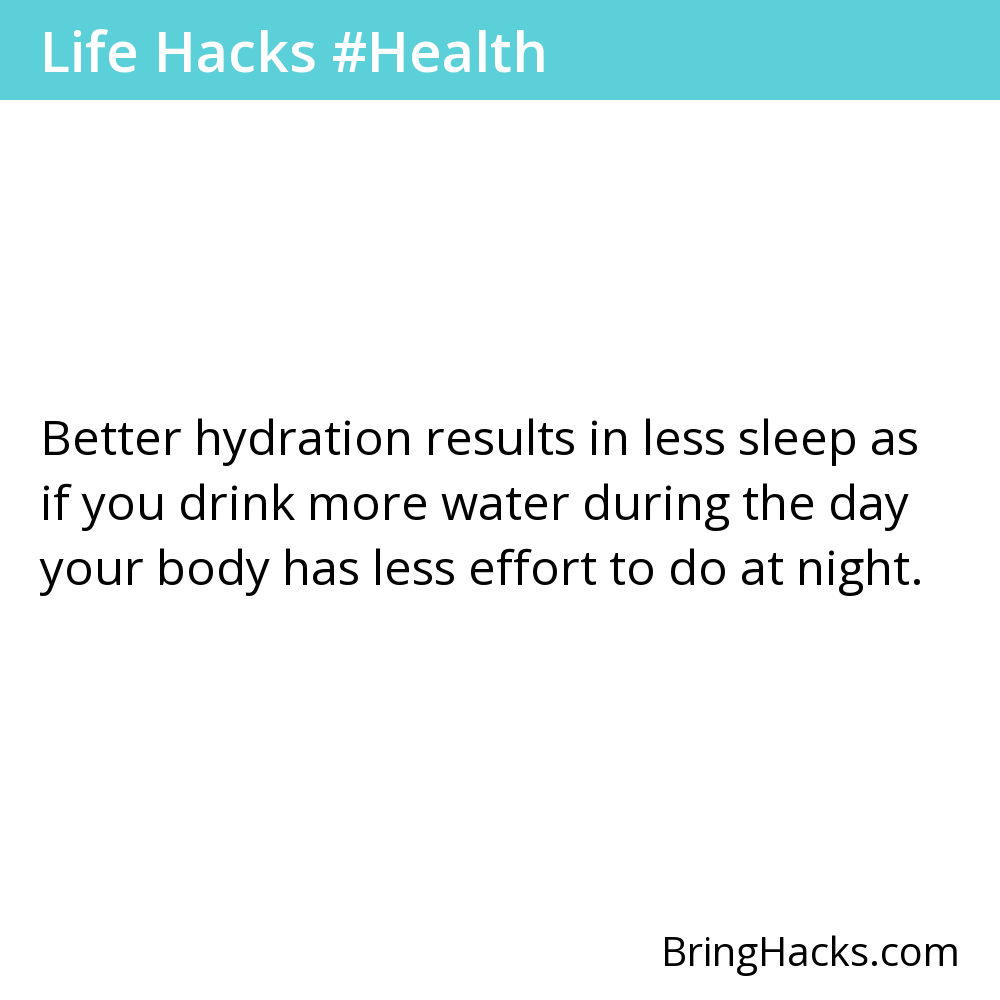 Life Hacks #Health
Better hydration results in less sleep as
if you drink more water during the day
your body has less effort to do at night.
BringHacks.com